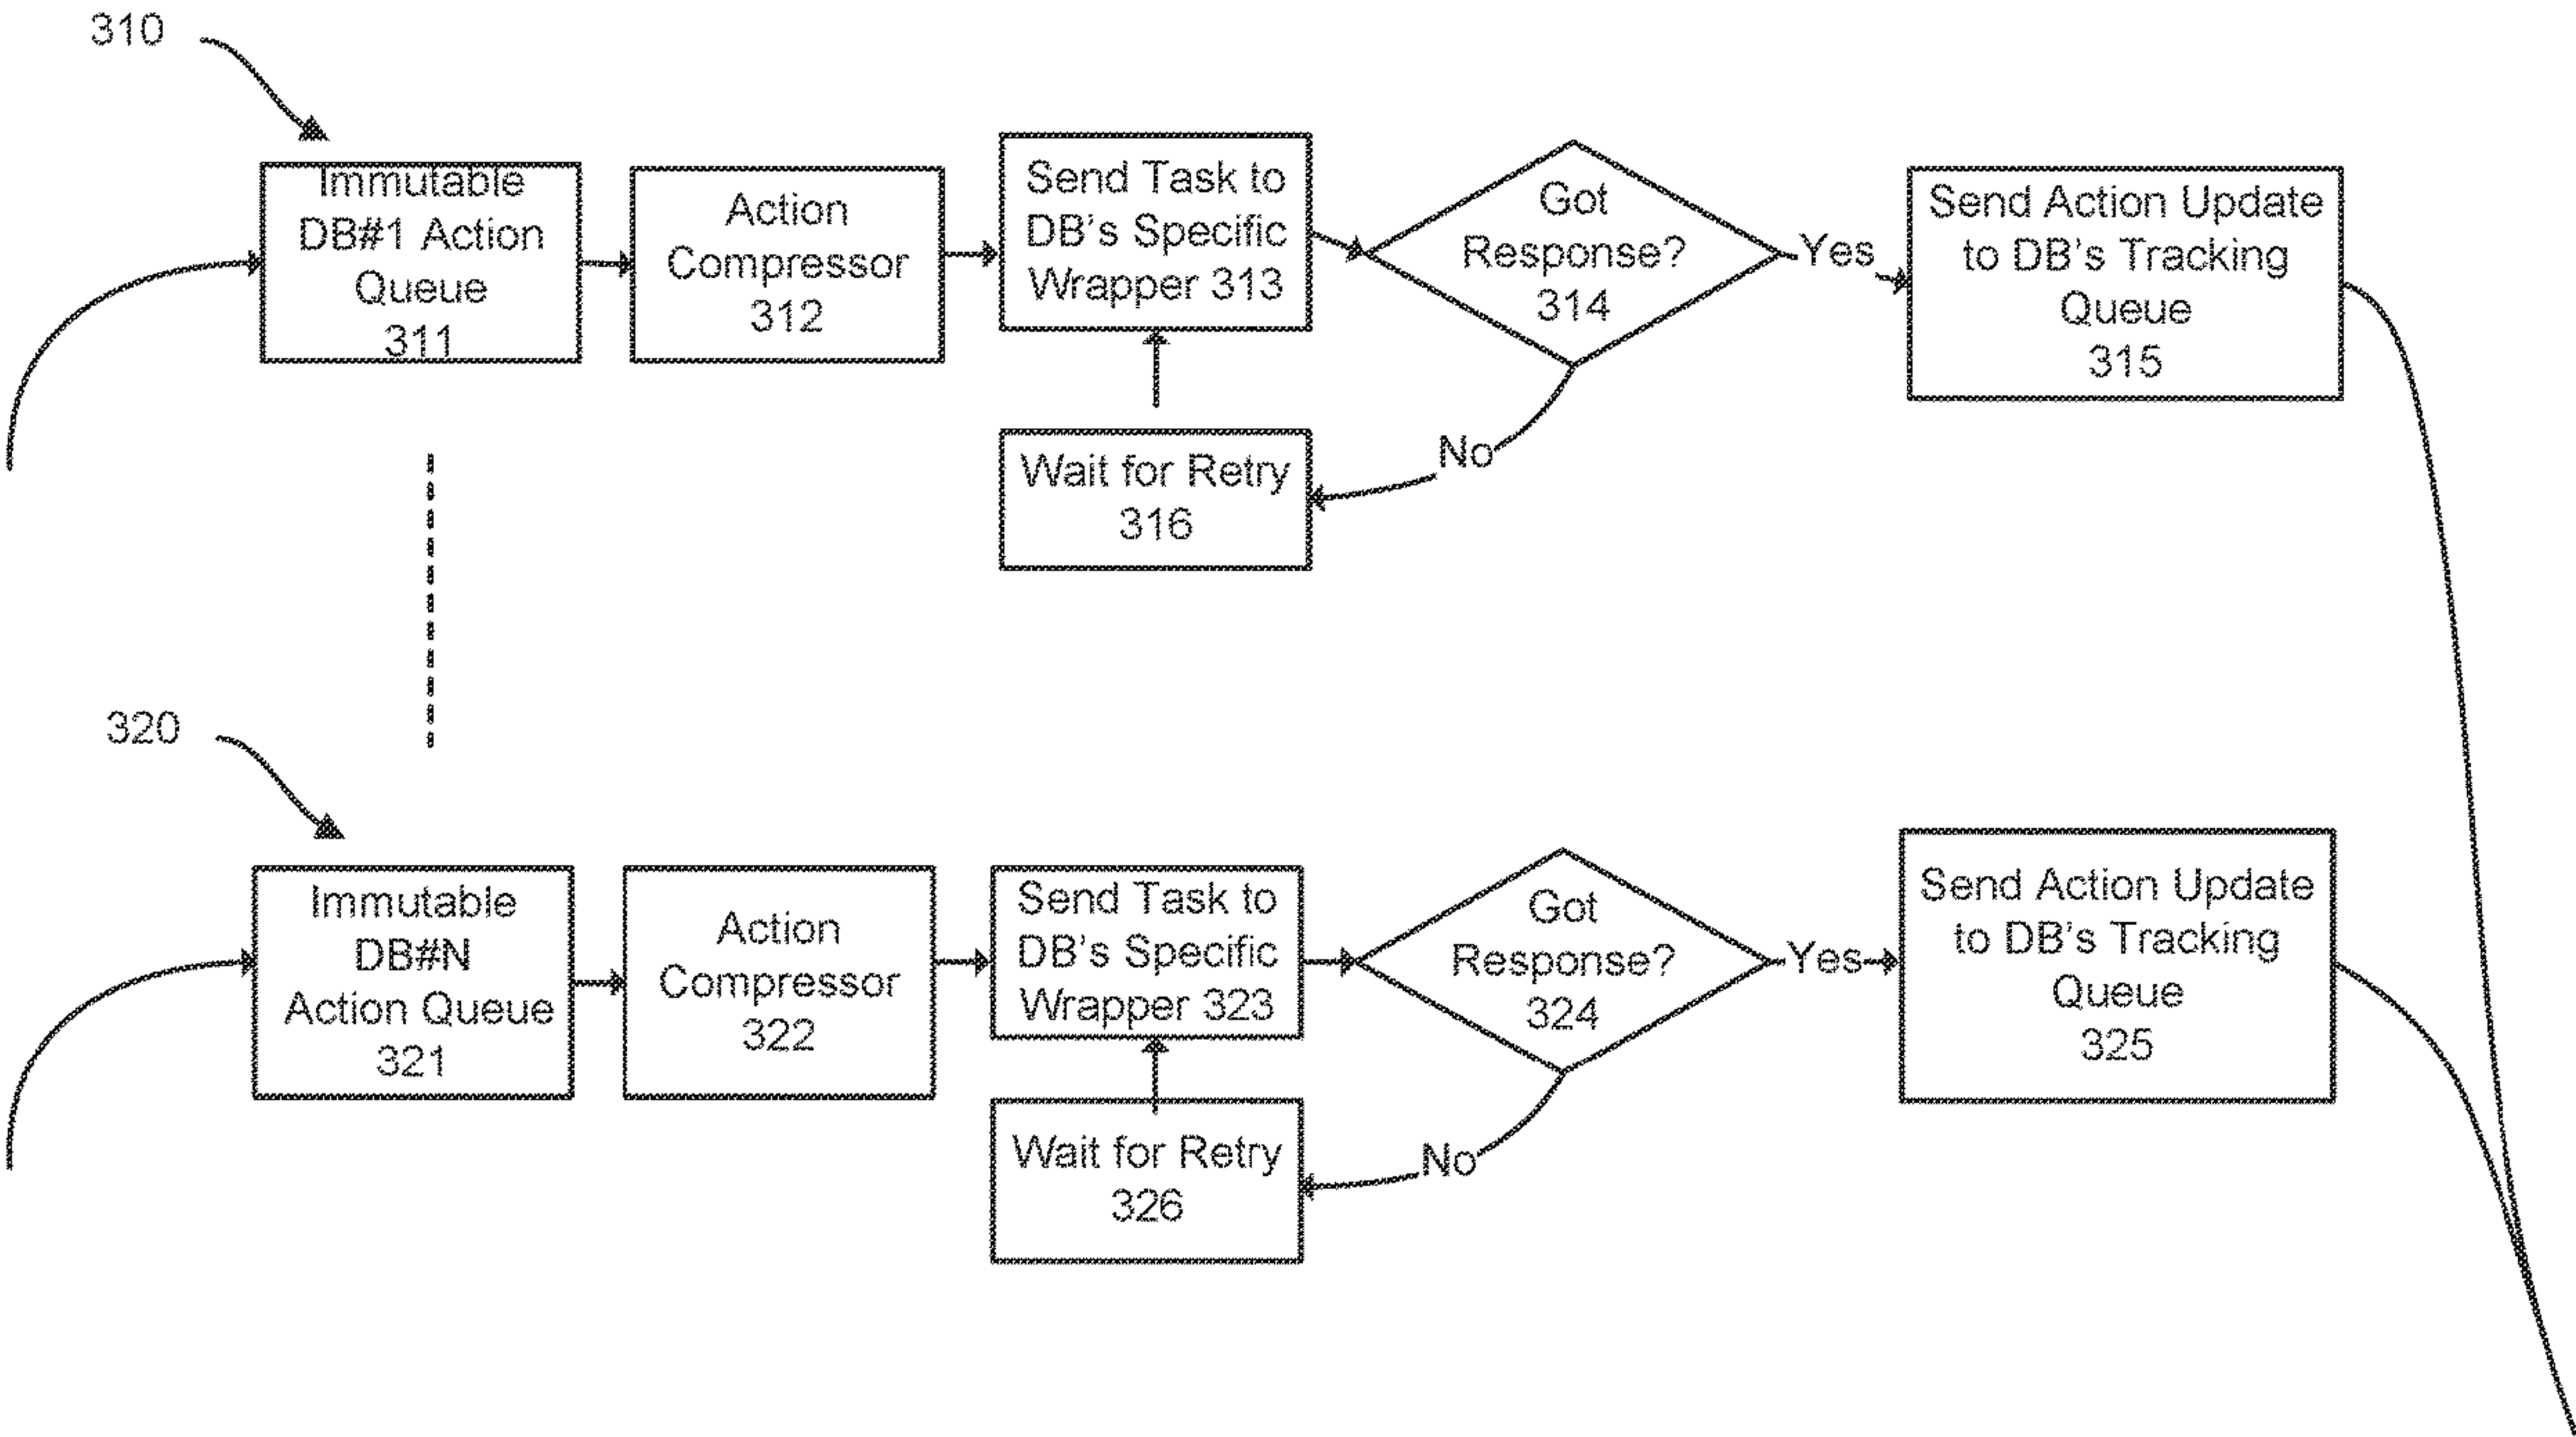 310
Immutable
DB#1 Action
Queue
311
Action
Compressor
312
Send Task to
DB's Specific
Wrapper 313
Got
Response?
314
Yes
Send Action Update
to DB's Tracking
Queue
315
No
Wait for Retry
316
320
Immutable
DB#N
Action Queue
321
Action
Compressor
322
Send Task to
DB's Specific
Wrapper 323
Got
Response?
324
Yes
Send Action Update
to DB's Tracking
Queue
325
No
Wait for Retry
326